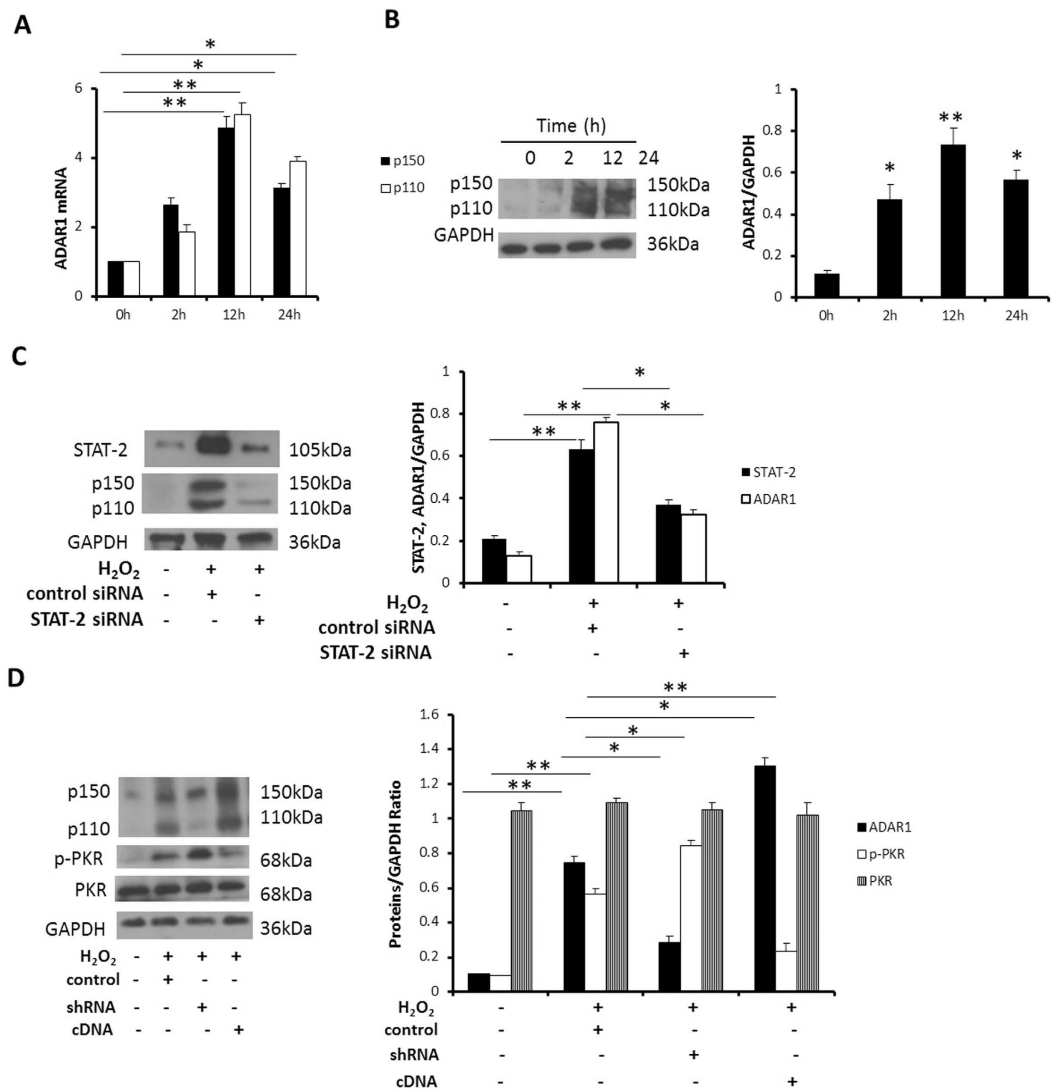 A
*
*
**
**
6
4
2
0
ADAR1 mRNA
0h 2h 12h 24h
p150
p110
B
Time (h)
0 2 12 24
p150 150kDa
p110 110kDa
GAPDH 36kDa
1
0.8
0.6
0.4
0.2
0
ADAR1/GAPDH
* ** *
0h 2h 12h 24h
C
STAT-2 105kDa
p150 150kDa
p110 110kDa
GAPDH 36kDa
H₂O₂ - + +
control siRNA - + -
STAT-2 siRNA - - +
1
0.8
0.6
0.4
0.2
0
STAT-2, ADAR1/GAPDH
*
** *
**
STAT-2
ADAR1
H₂O₂ - + +
control siRNA - + -
STAT-2 siRNA - - +
D
p150 150kDa
p110 110kDa
p-PKR 68kDa
PKR 68kDa
GAPDH 36kDa
H₂O₂ - + + +
control - + - -
shRNA - - + -
cDNA - - - +
1.6
1.4
1.2
1
0.8
0.6
0.4
0.2
0
Proteins/GAPDH Ratio
**
*
*
*
**
**
ADAR1
p-PKR
PKR
H₂O₂ - + + +
control - + - -
shRNA - - + -
cDNA - - - +